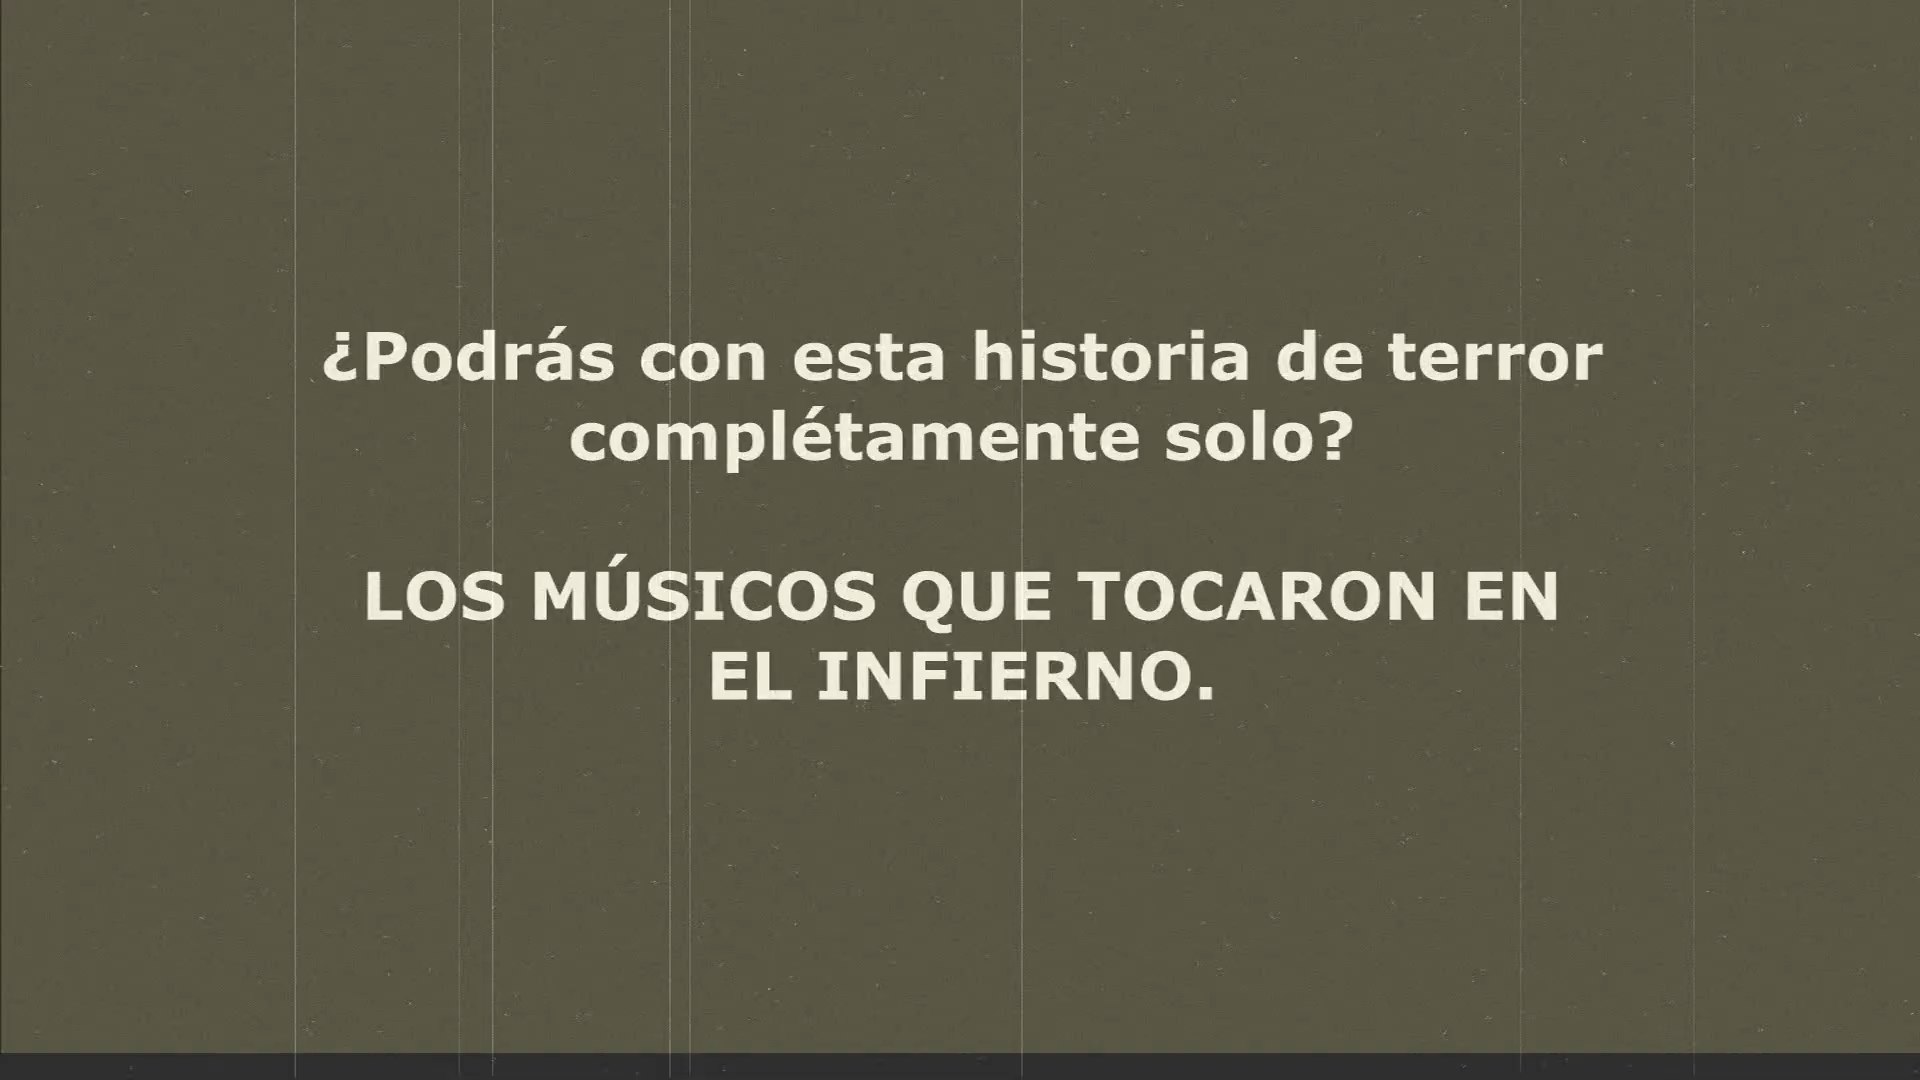 ¿Podrás con esta historia de terror
complétamente solo?
LOS MÚSICOS QUE TOCARON EN
EL INFIERNO.